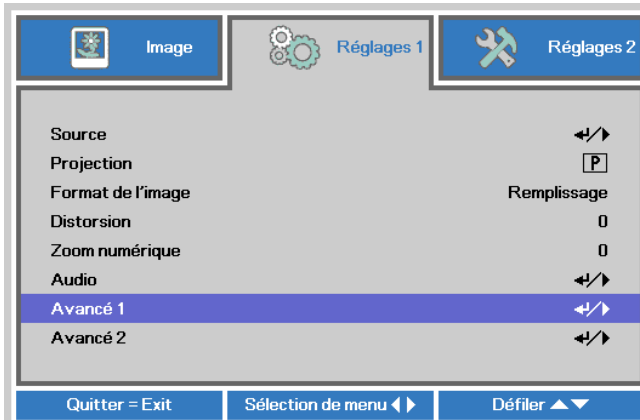 Image
Réglages 1
Réglages 2
Source
Projection P
Format de l'image Remplissage
Distorsion 0
Zoom numérique 0
Audio
Avancé 1
Avancé 2
Quitter = Exit
Sélection de menu
Défiler